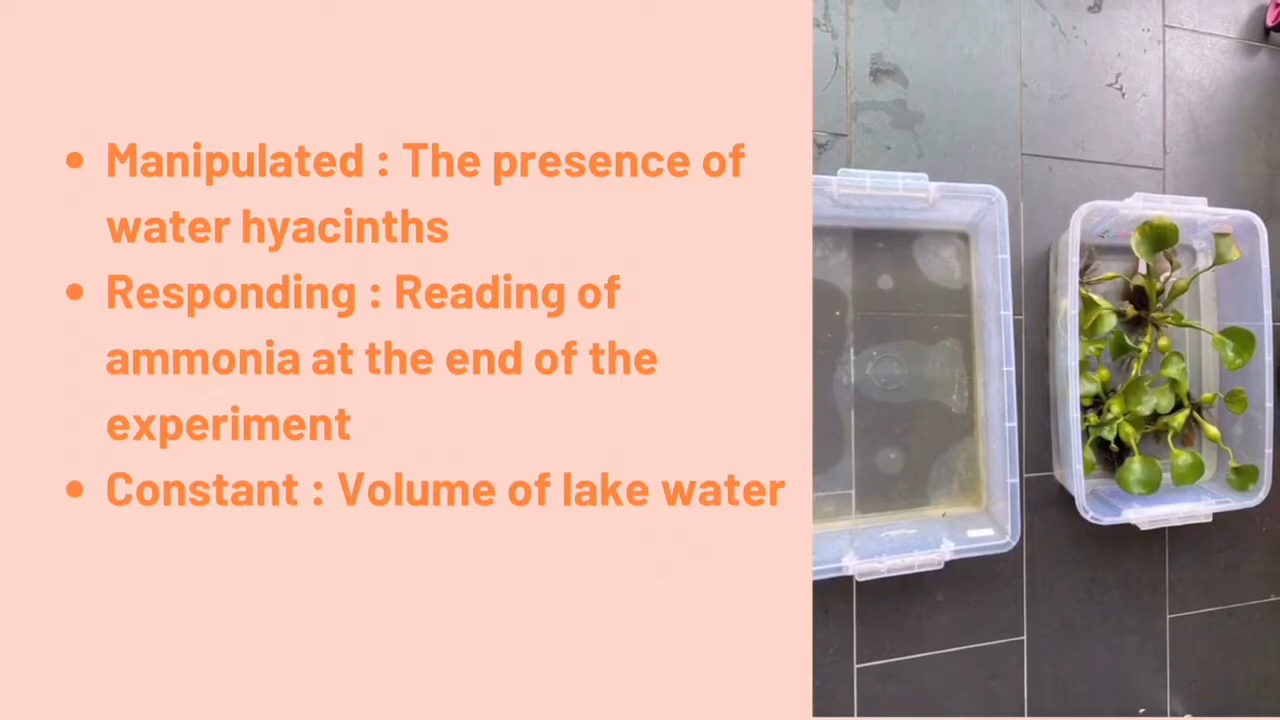 • Manipulated : The presence of
water hyacinths
• Responding : Reading of
ammonia at the end of the
experiment
• Constant : Volume of lake water